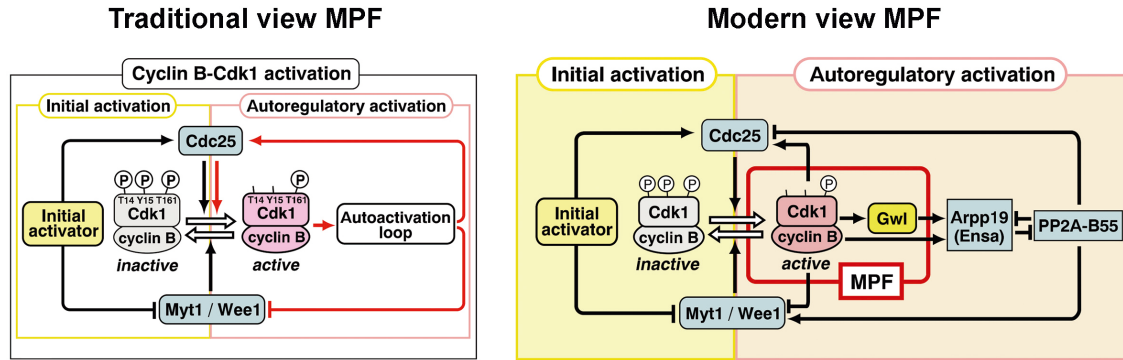 Traditional view MPF
Cyclin B-Cdk1 activation
Initial activation
Autoregulatory activation
Cdc25
P P P
T14 Y15 T161
Cdk1
cyclin B
inactive
P
T14 Y15 T161
Cdk1
cyclin B
active
Initial
activator
Autoactivation
loop
Myt1 / Wee1
Modern view MPF
Initial activation
Autoregulatory activation
Cdc25
P P P
Cdk1
cyclin B
inactive
P
Cdk1
cyclin B
active
Initial
activator
Gwl
Arpp19
(Ensa)
PP2A-B55
MPF
Myt1 / Wee1